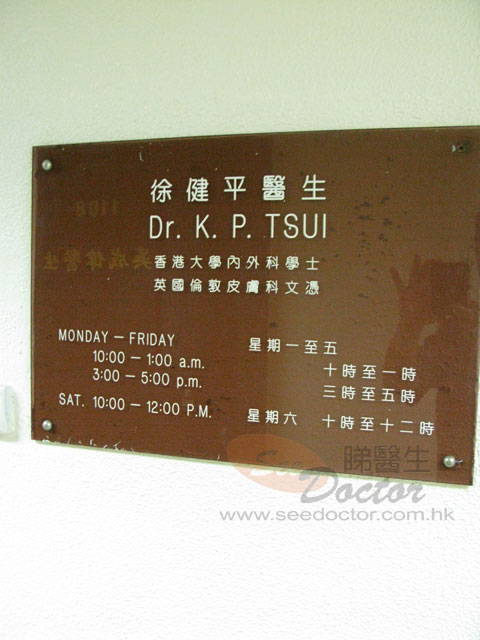 徐健平醫生
Dr. K. P. TSUI
香港大學內外科學士
英國倫敦皮膚科文憑
MONDAY – FRIDAY
10:00 – 1:00 a.m.
3:00 – 5:00 p.m.
SAT. 10:00 – 12:00 P.M.
星期一至五
十時至一時
三時至五時
星期六 十時至十二時
See 睇醫生
Doctor
www.seedoctor.com.hk
1108